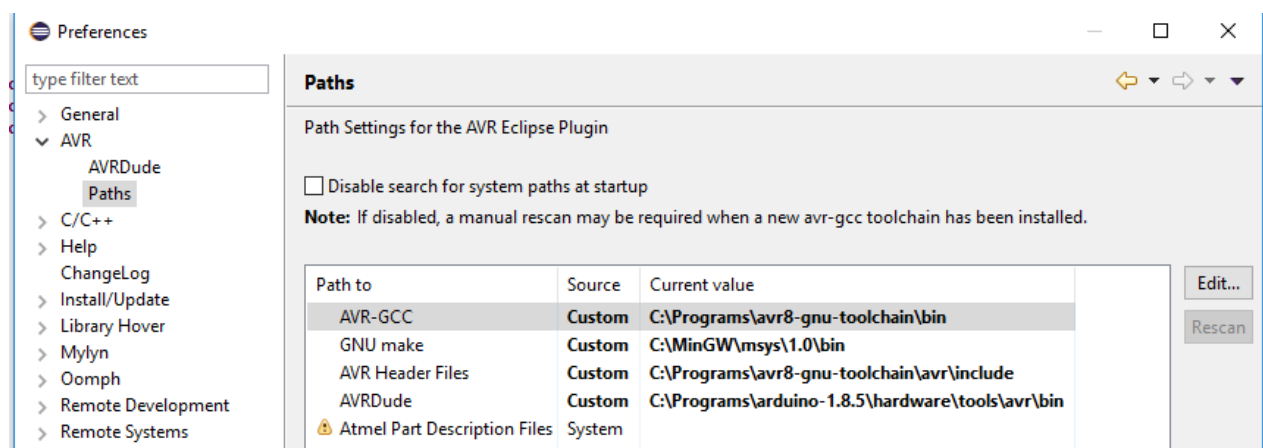 Preferences
type filter text
General
AVR
AVRDude
Paths
C/C++
Help
ChangeLog
Install/Update
Library Hover
Mylyn
Oomph
Remote Development
Remote Systems
Paths
Path Settings for the AVR Eclipse Plugin
Disable search for system paths at startup
Note: If disabled, a manual rescan may be required when a new avr-gcc toolchain has been installed.
Path to Source Current value
AVR-GCC Custom C:\Programs\avr8-gnu-toolchain\bin
GNU make Custom C:\MinGW\msys\1.0\bin
AVR Header Files Custom C:\Programs\avr8-gnu-toolchain\avr\include
AVRDude Custom C:\Programs\arduino-1.8.5\hardware\tools\avr\bin
Atmel Part Description Files System
Edit...
Rescan